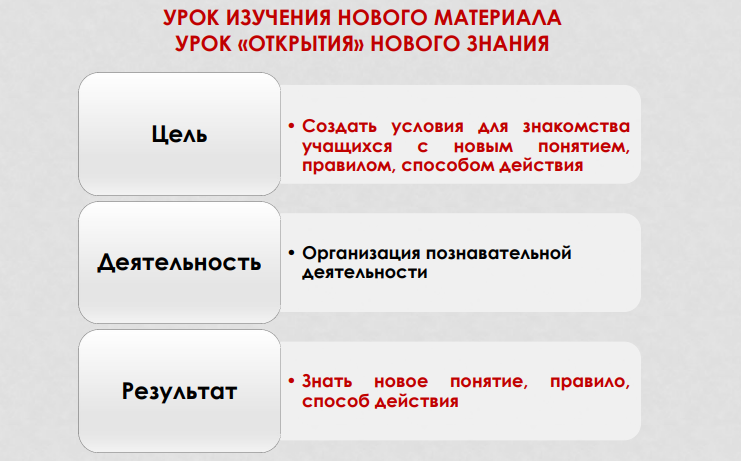 УРОК ИЗУЧЕНИЯ НОВОГО МАТЕРИАЛА
УРОК «ОТКРЫТИЯ» НОВОГО ЗНАНИЯ
Цель
• Создать условия для знакомства
учащихся с новым понятием,
правилом, способом действия
Деятельность
• Организация познавательной
деятельности
Результат
• Знать новое понятие, правило,
способ действия